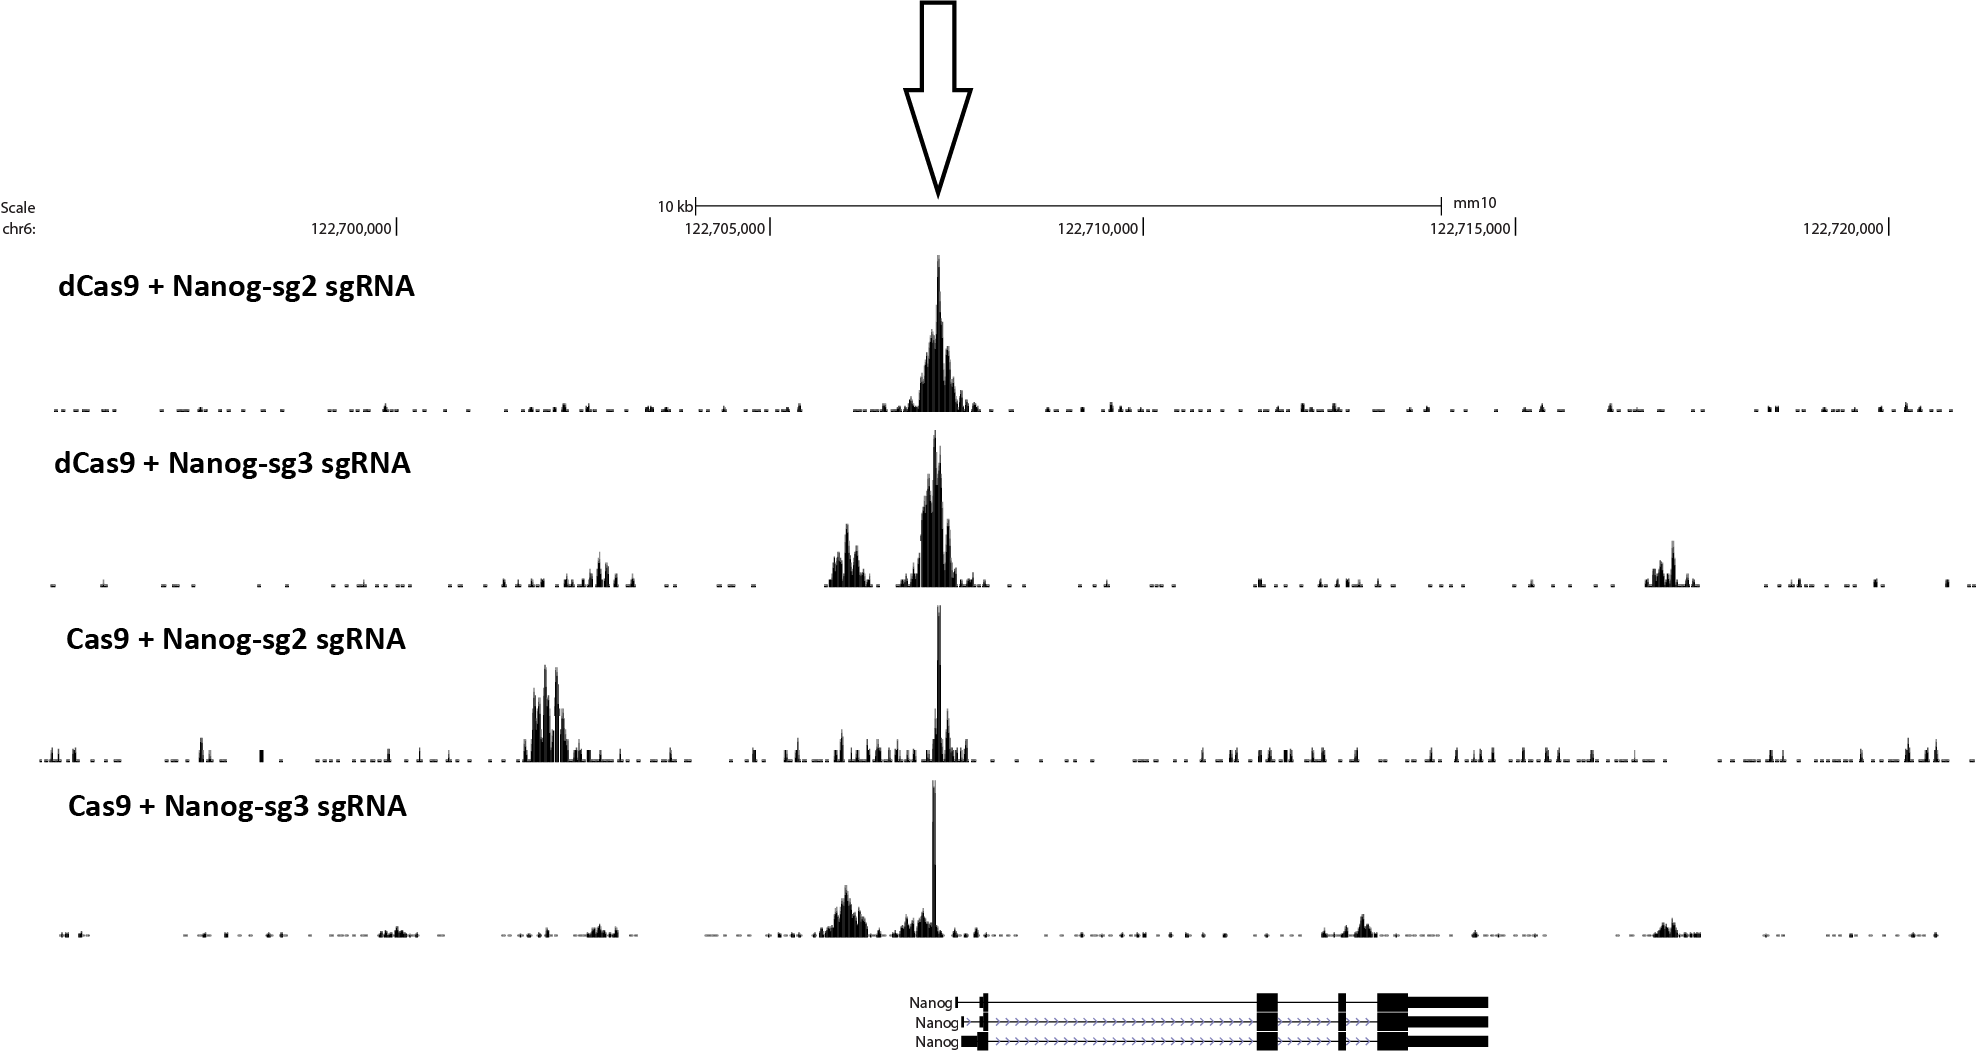 Scale
10 kb
mm10
chr6:
122,700,000
122,705,000
122,710,000
122,715,000
122,720,000
dCas9 + Nanog-sg2 sgRNA
dCas9 + Nanog-sg3 sgRNA
Cas9 + Nanog-sg2 sgRNA
Cas9 + Nanog-sg3 sgRNA
Nanog
Nanog
Nanog